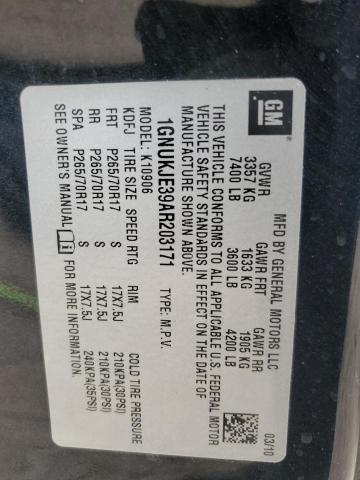 GM
MFD BY GENERAL MOTORS LLC
03/10
GVWR GAWR FRT GAWR RR
3357 KG 1633 KG 1905 KG
7400 LB 3600 LB 4200 LB
THIS VEHICLE CONFORMS TO ALL APPLICABLE U.S. FEDERAL MOTOR
VEHICLE SAFETY STANDARDS IN EFFECT ON THE DATE OF
MANUFACTURE SHOWN ABOVE.
1GNUKJE39AR203171 TYPE: M.P.V.
MODEL: K10906
KDFJ TIRE SIZE SPEED RTG RIM COLD TIRE PRESSURE
FRT P265/70R17 S 17X7.5J 210KPA(30PSI)
RR P265/70R17 S 17X7.5J 210KPA(30PSI)
SPA P265/70R17 S 17X7.5J 240KPA(35PSI)
SEE OWNER'S MANUAL FOR MORE INFORMATION.